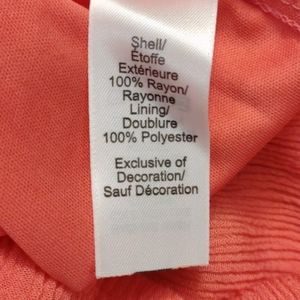 Shell/
Étoffe
Extérieure
100% Rayon/
Rayonne
Lining/
Doublure
100% Polyester
Exclusive of
Decoration/
Sauf Décoration